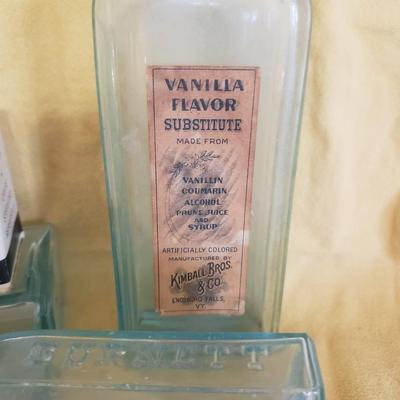 VANILLA
FLAVOR
SUBSTITUTE
MADE FROM
VANILLIN
COUMARIN
ALCOHOL
PRUNE JUICE
AND
SYRUP
ARTIFICIALLY COLORED
MANUFACTURED BY
KIMBALL BROS.
& CO.
ENOSBURG FALLS,
VT.
BURNETT